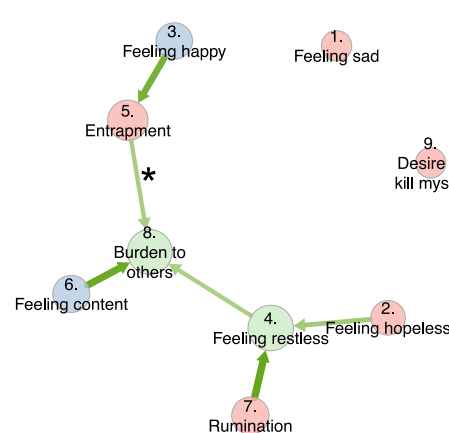 3.
Feeling happy
1.
Feeling sad
5.
Entrapment
*
9.
Desire
kill mys
8.
Burden to
others
6.
Feeling content
4.
Feeling restless
2.
Feeling hopeless
7.
Rumination